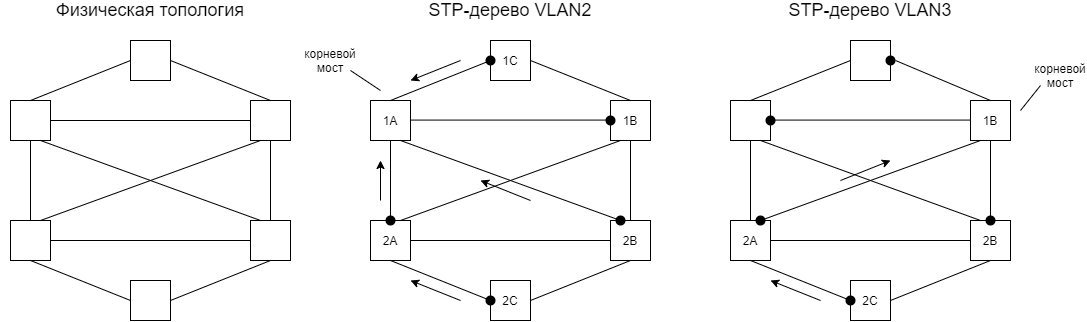 Физическая топология
STP-дерево VLAN2
STP-дерево VLAN3
корневой
мост
1C
1A
1B
2A
2B
2C
корневой
мост
1B
2A
2B
2C